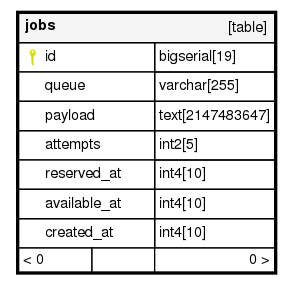 jobs [table]
id bigserial[19]
queue varchar[255]
payload text[2147483647]
attempts int2[5]
reserved_at int4[10]
available_at int4[10]
created_at int4[10]
< 0 0 >